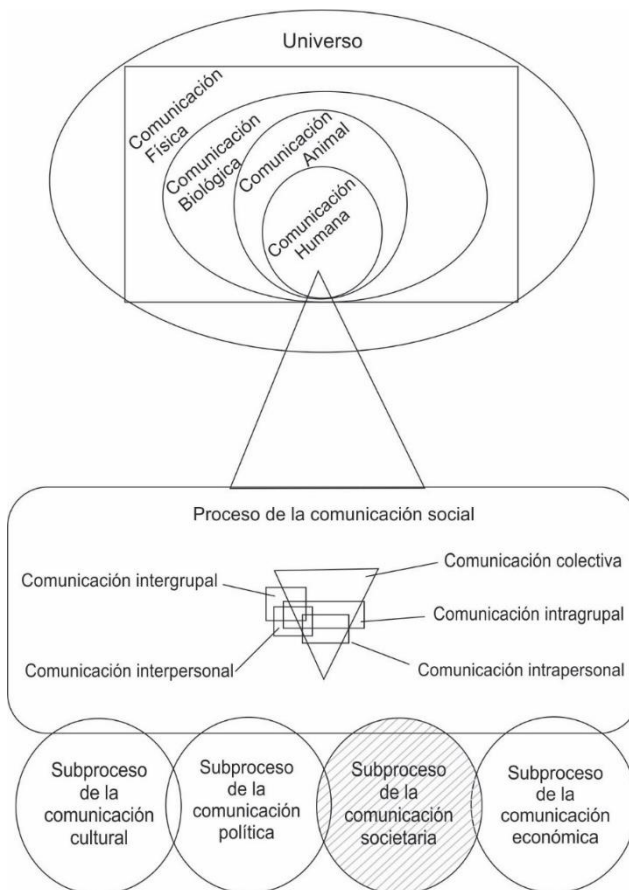 Universo
Comunicación
Física
Comunicación
Biológica
Comunicación
Animal
Comunicación
Humana
Proceso de la comunicación social
Comunicación colectiva
Comunicación intergrupal
Comunicación intragrupal
Comunicación interpersonal
Comunicación intrapersonal
Subproceso
de la
comunicación
cultural
Subproceso
de la
comunicación
política
Subproceso
de la
comunicación
societaria
Subproceso
de la
comunicación
económica